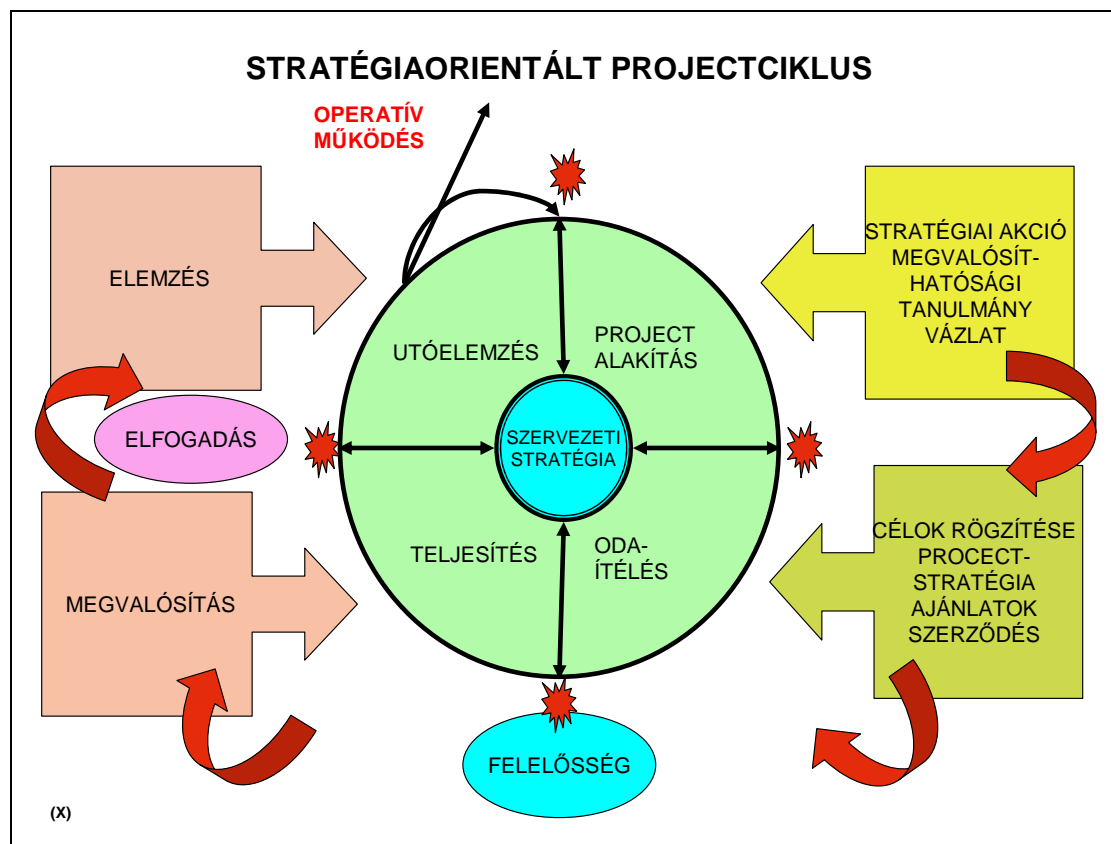 STRATÉGIAORIENTÁLT PROJECTCIKLUS
OPERATÍV
MŰKÖDÉS
ELEMZÉS
STRATÉGIAI AKCIÓ
MEGVALÓSÍT-
HATÓSÁGI
TANULMÁNY
VÁZLAT
UTÓELEMZÉS
PROJECT
ALAKÍTÁS
ELFOGADÁS
SZERVEZETI
STRATÉGIA
TELJESÍTÉS
ODA-
ÍTÉLÉS
MEGVALÓSÍTÁS
CÉLOK RÖGZÍTÉSE
PROCECT-
STRATÉGIA
AJÁNLATOK
SZERZŐDÉS
FELELŐSSÉG
(X)